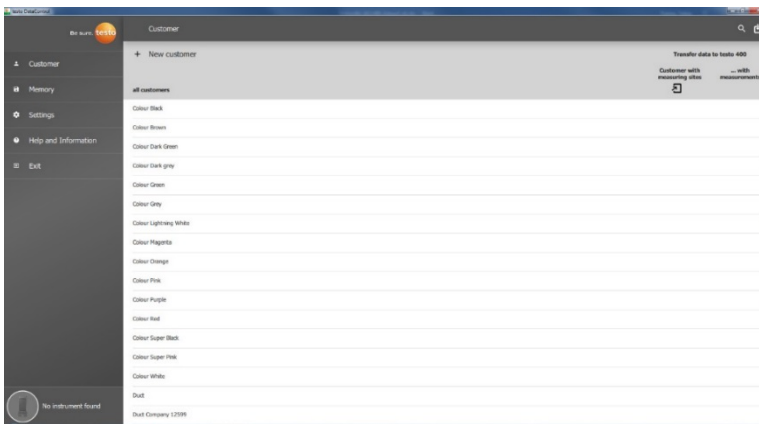 testo DataControl
Be sure. testo
Customer
Customer
Memory
Settings
Help and Information
Exit
No instrument found
+ New customer
Transfer data to testo 480
Customer with
measuring sites
... with
measurements
all customers
Colour Black
Colour Brown
Colour Dark Green
Colour Dark grey
Colour Green
Colour Grey
Colour Lightning White
Colour Magenta
Colour Orange
Colour Pink
Colour Purple
Colour Red
Colour Super Black
Colour Super Pink
Colour White
Duct
Duct Company 12599